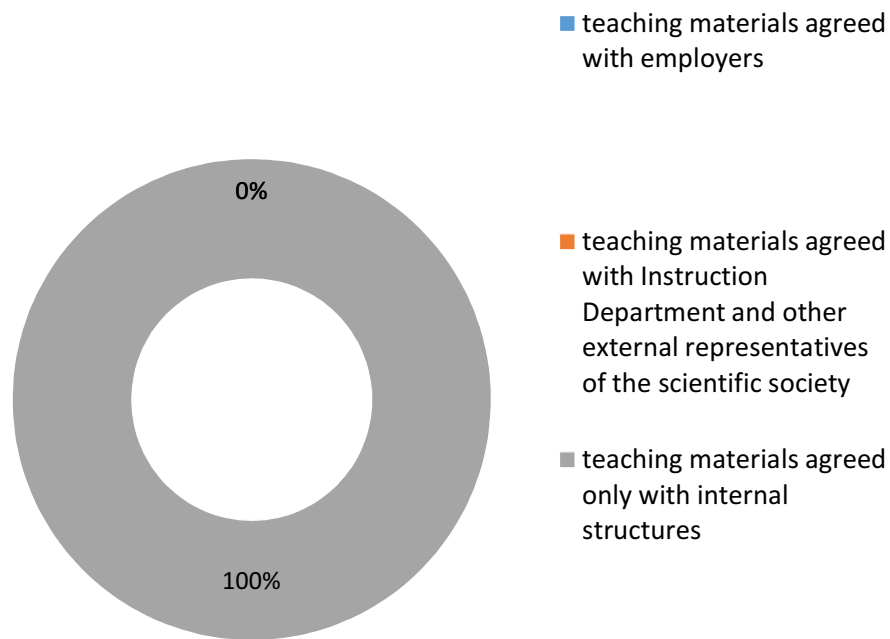 teaching materials agreed
with employers
0%
teaching materials agreed
with Instruction
Department and other
external representatives
of the scientific society
teaching materials agreed
only with internal
structures
100%